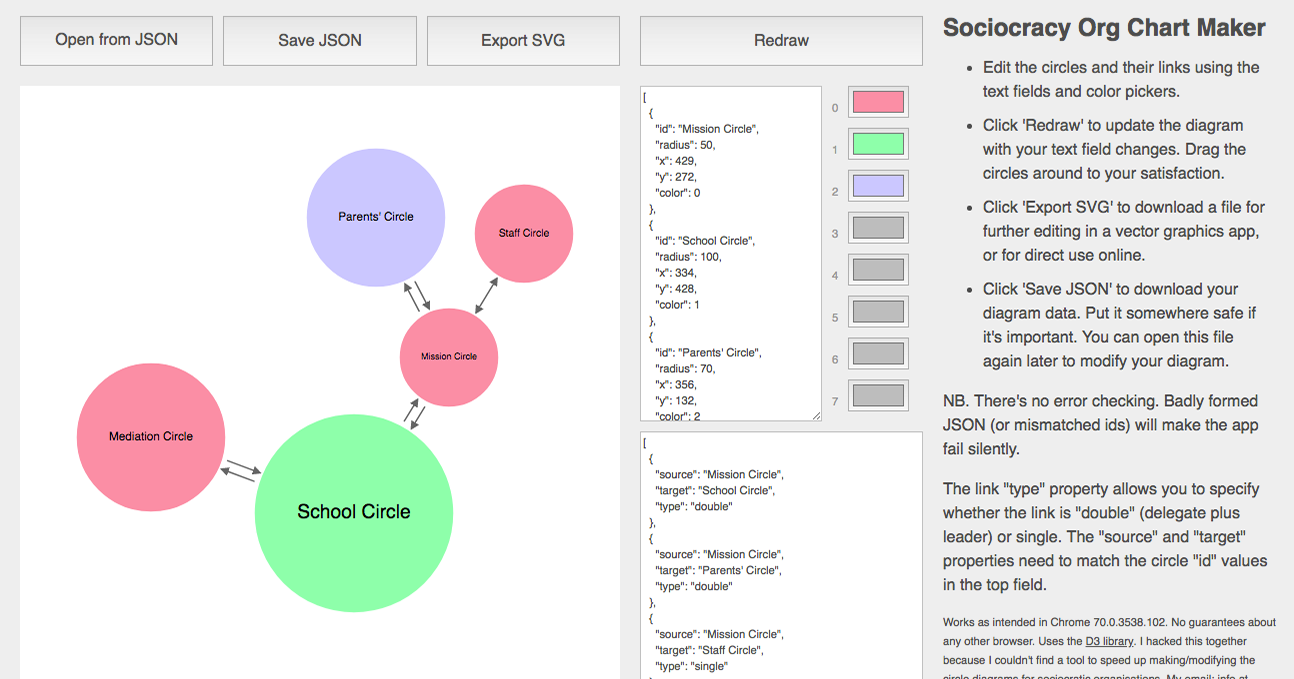 Open from JSON
Save JSON
Export SVG
Redraw
Parents' Circle
Staff Circle
Mission Circle
Mediation Circle
School Circle
[
{
"id": "Mission Circle",
"radius": 50,
"x": 429,
"y": 272,
"color": 0
},
{
"id": "School Circle",
"radius": 100,
"x": 334,
"y": 428,
"color": 1
},
{
"id": "Parents' Circle",
"radius": 70,
"x": 356,
"y": 132,
"color": 2
0
1
2
3
4
5
6
7
[
{
"source": "Mission Circle",
"target": "School Circle",
"type": "double"
},
{
"source": "Mission Circle",
"target": "Parents' Circle",
"type": "double"
},
{
"source": "Mission Circle",
"target": "Staff Circle",
"type": "single"
Sociocracy Org Chart Maker
• Edit the circles and their links using the
text fields and color pickers.
• Click 'Redraw' to update the diagram
with your text field changes. Drag the
circles around to your satisfaction.
• Click 'Export SVG' to download a file for
further editing in a vector graphics app,
or for direct use online.
• Click 'Save JSON' to download your
diagram data. Put it somewhere safe if
it's important. You can open this file
again later to modify your diagram.
NB. There's no error checking. Badly formed
JSON (or mismatched ids) will make the app
fail silently.
The link "type" property allows you to specify
whether the link is "double" (delegate plus
leader) or single. The "source" and "target"
properties need to match the circle "id" values
in the top field.
Works as intended in Chrome 70.0.3538.102. No guarantees about
any other browser. Uses the D3 library. I hacked this together
because I couldn't find a tool to speed up making/modifying the
circle diagrams for sociocratic organisations. My email: info at